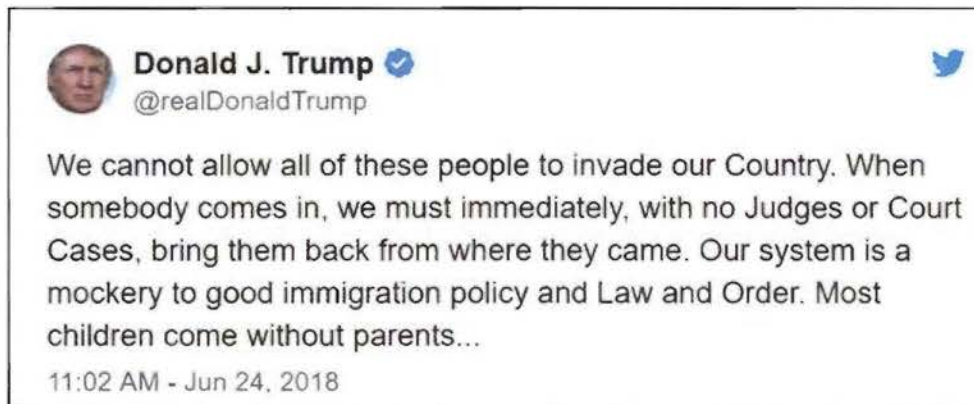 Donald J. Trump
@realDonaldTrump
We cannot allow all of these people to invade our Country. When
somebody comes in, we must immediately, with no Judges or Court
Cases, bring them back from where they came. Our system is a
mockery to good immigration policy and Law and Order. Most
children come without parents...
11:02 AM - Jun 24, 2018